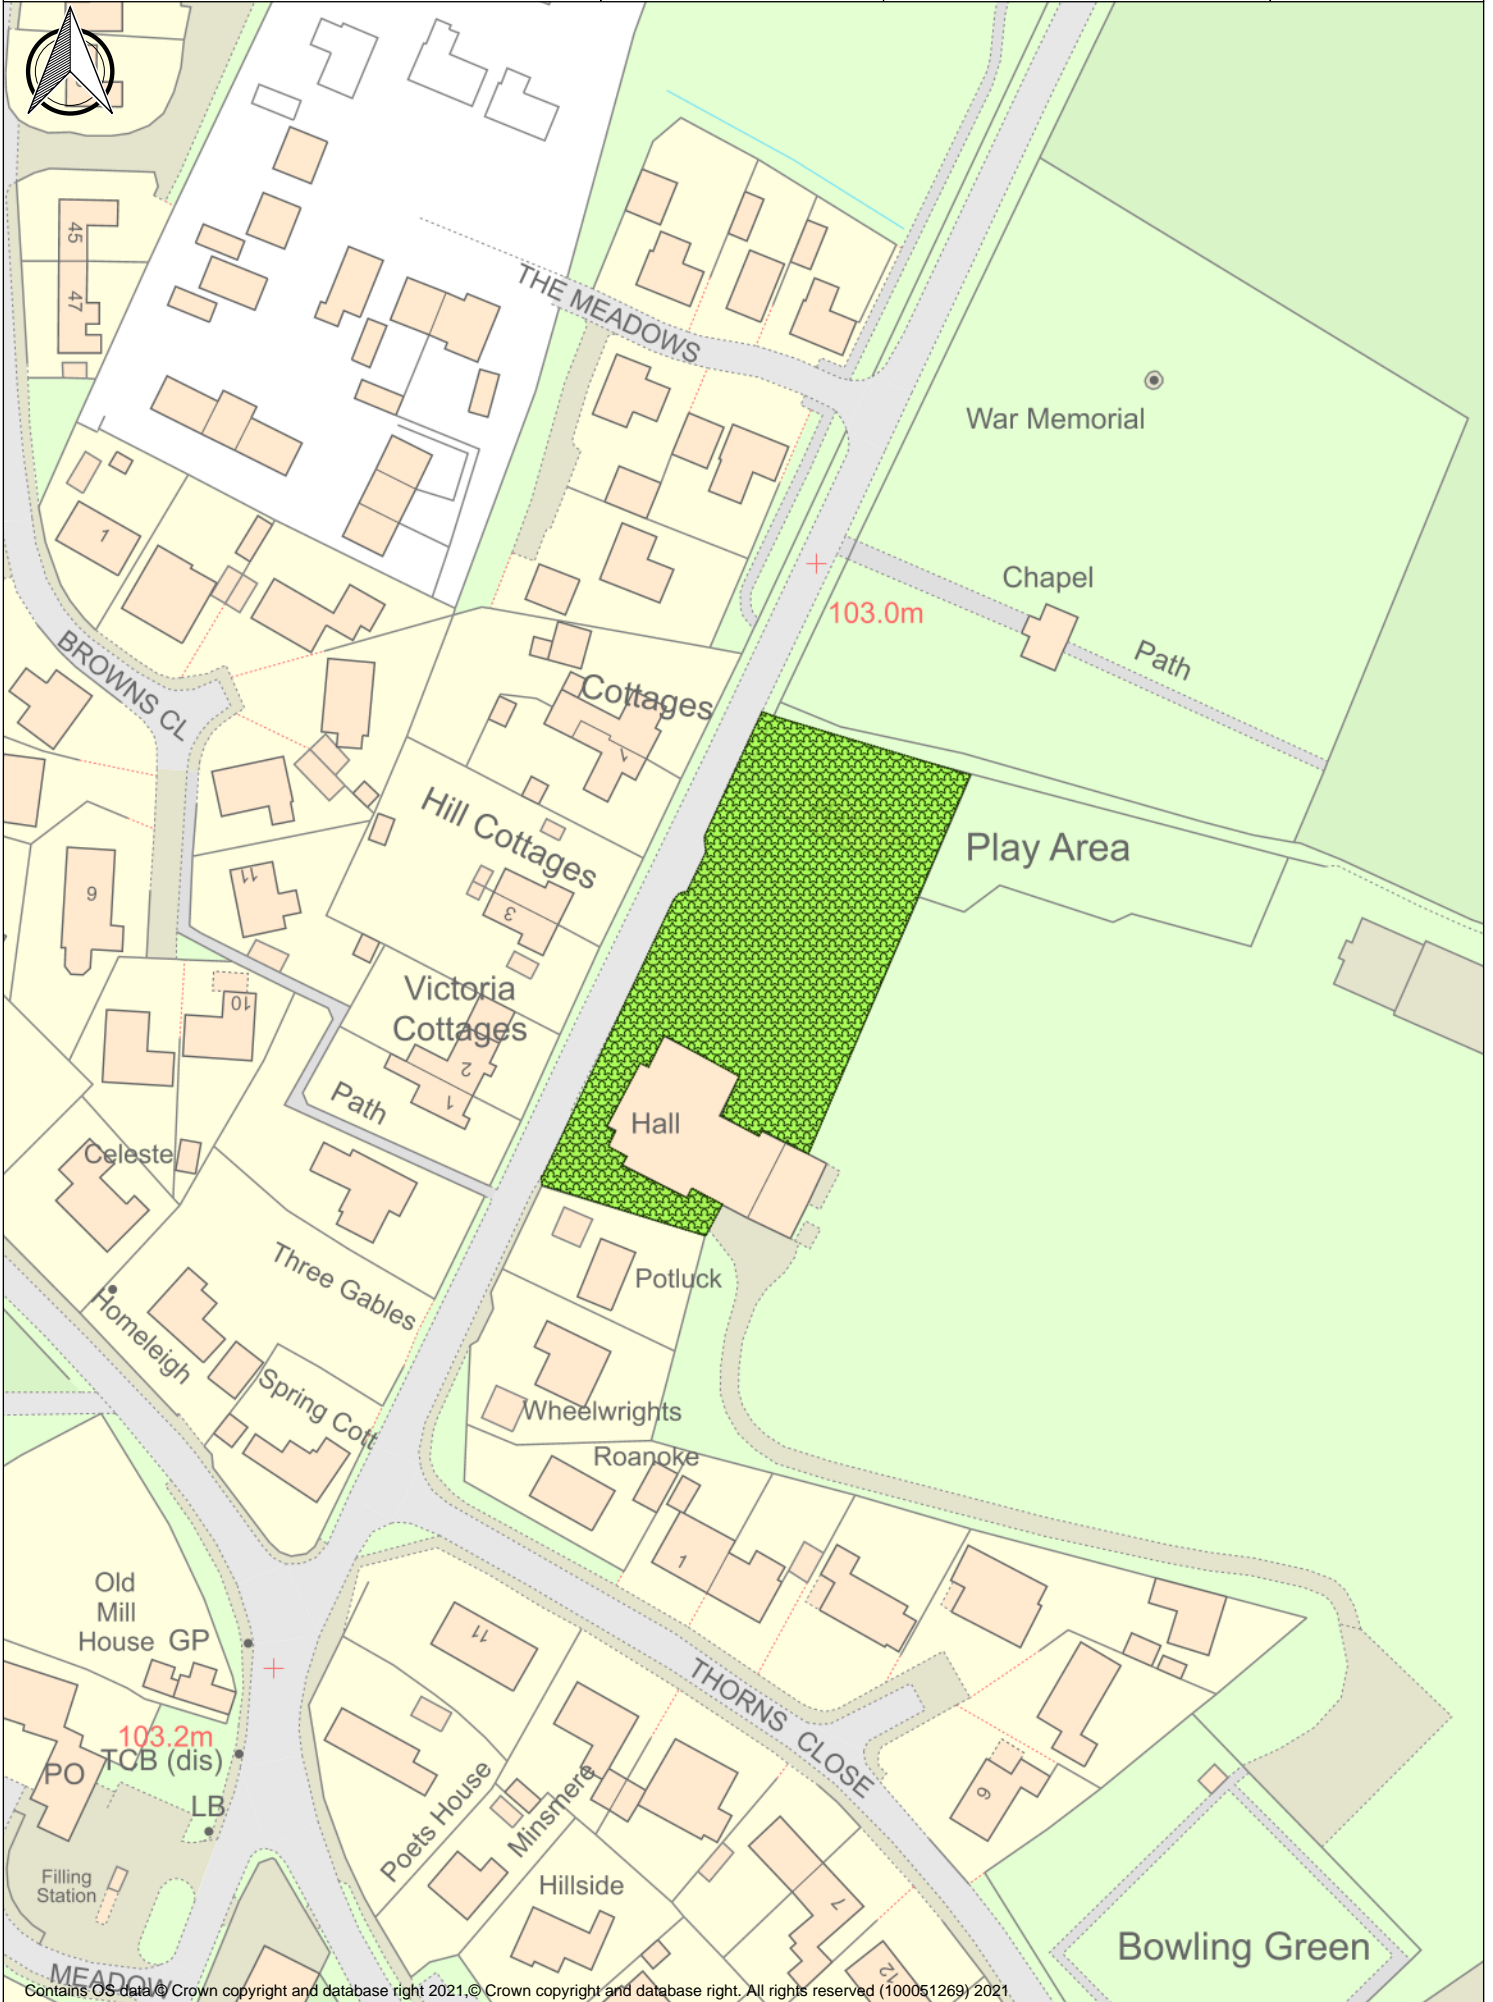 45
47
THE MEADOWS
War Memorial
1
Chapel
103.0m
Path
BROWNS CL
Cottages
1
Hill Cottages
Play Area
11
9
3
Victoria
Cottages
10
2
1
Path
Hall
Celeste
Three Gables
Potluck
Homeleigh
Spring Cott
Wheelwrights
Roanoke
1
Old
Mill
House
GP
11
THORNS CLOSE
103.2m
TCB (dis)
PO
LB
Poets House
Minsmere
9
Filling
Station
Hillside
7
Bowling Green
12
MEADOW
Contains OS data © Crown copyright and database right 2021,© Crown copyright and database right. All rights reserved (100051269) 2021